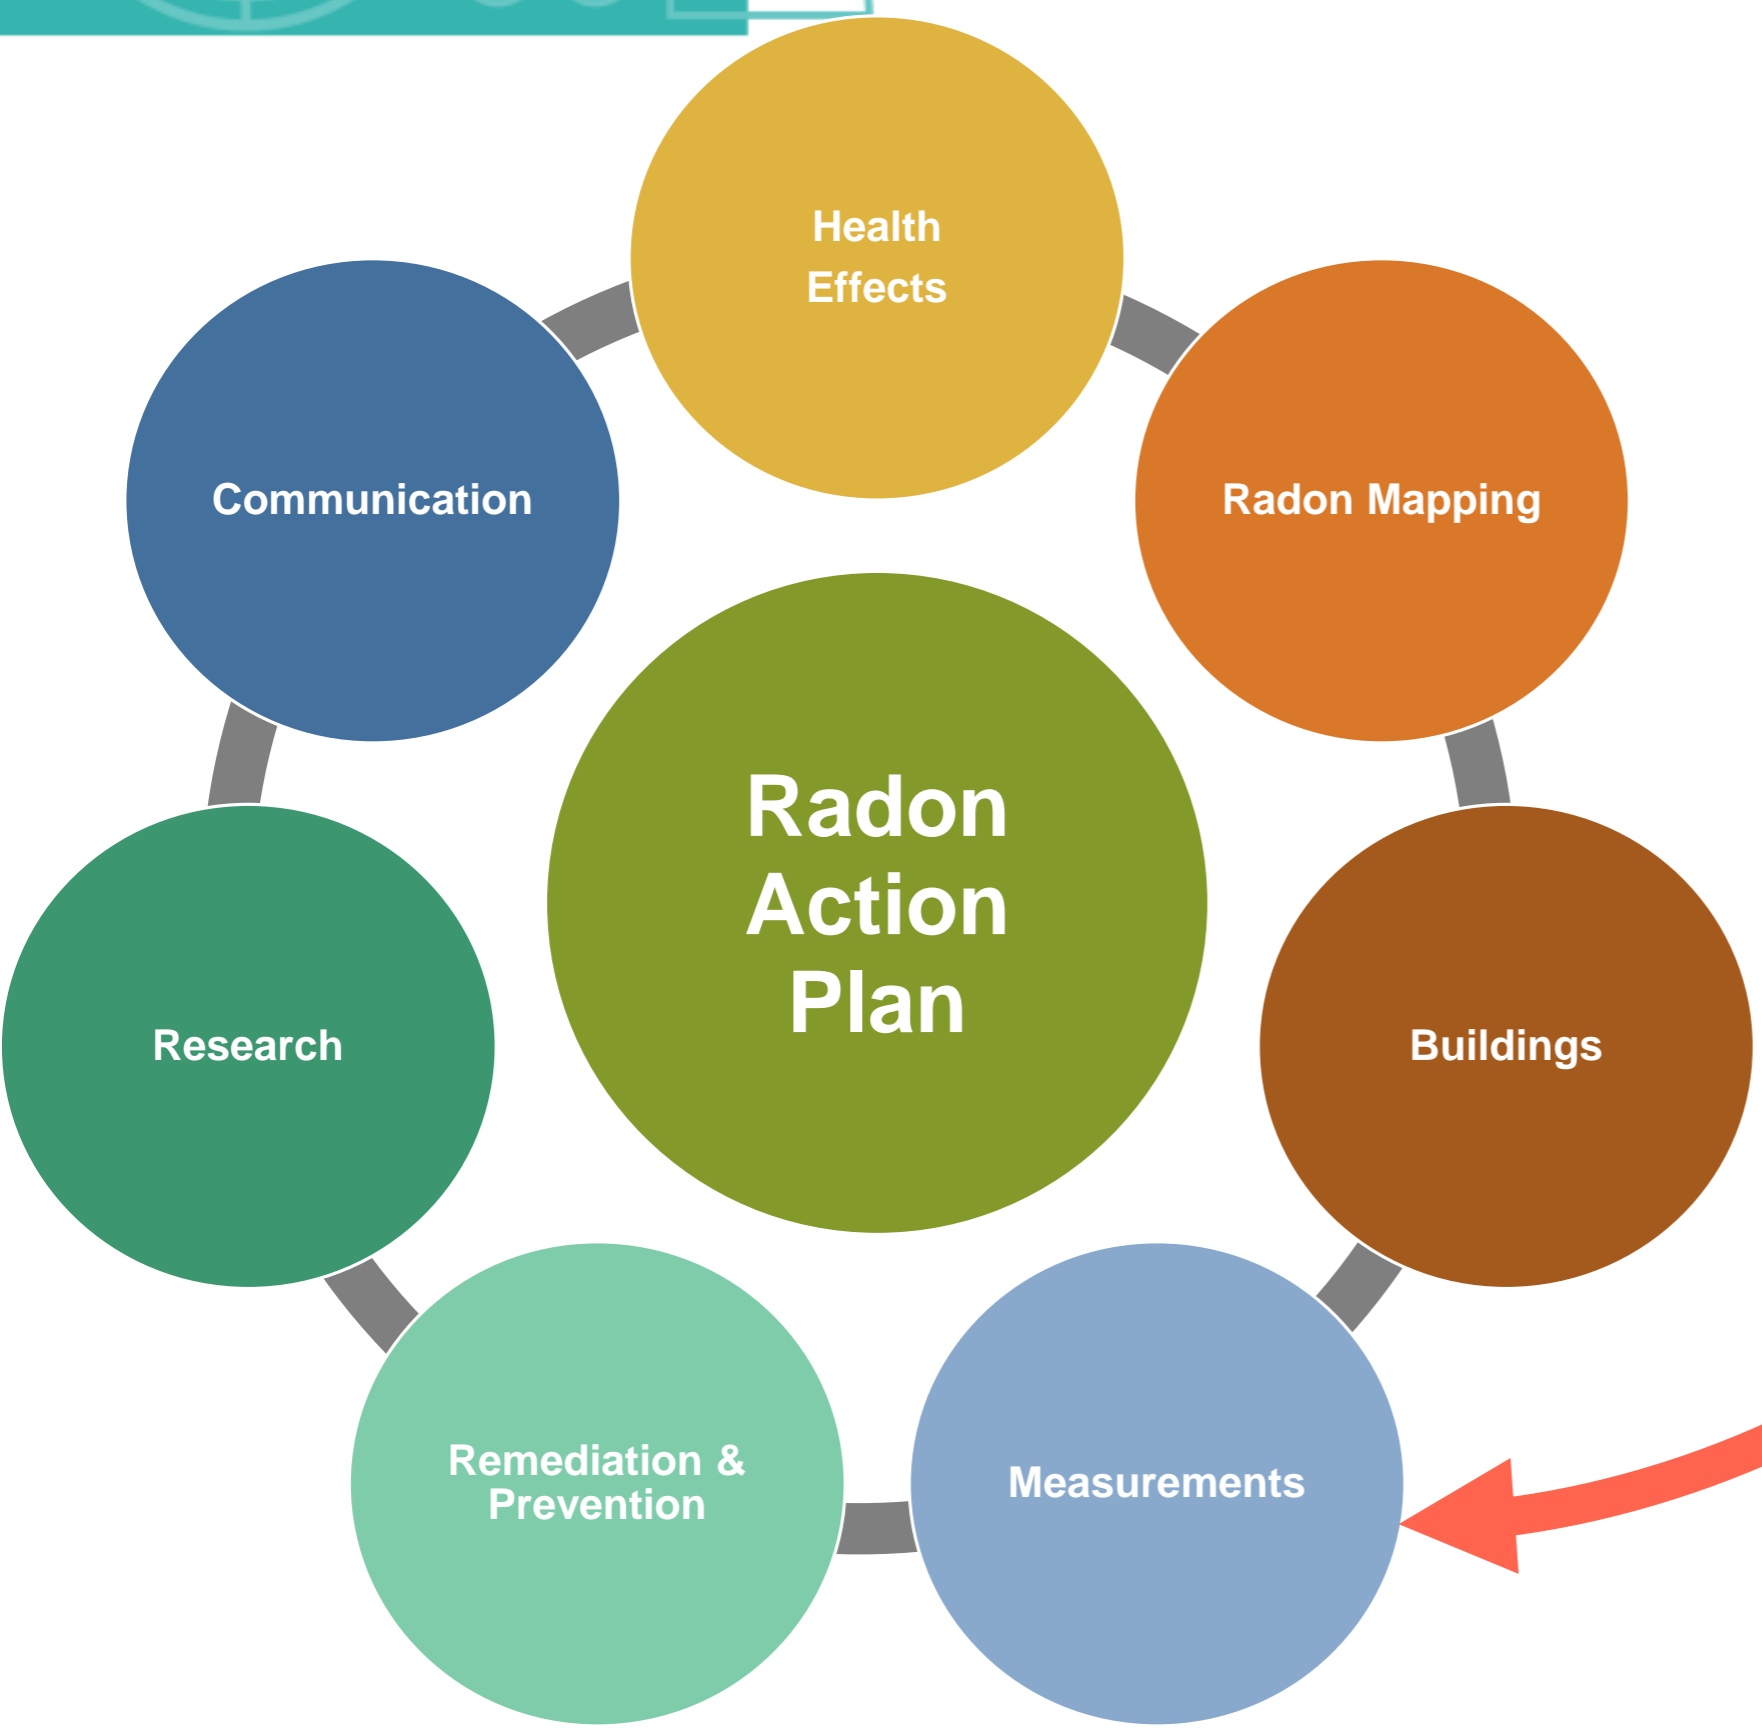 Health
Effects
Communication
Radon Mapping
Radon
Action
Plan
Research
Buildings
Remediation &
Prevention
Measurements